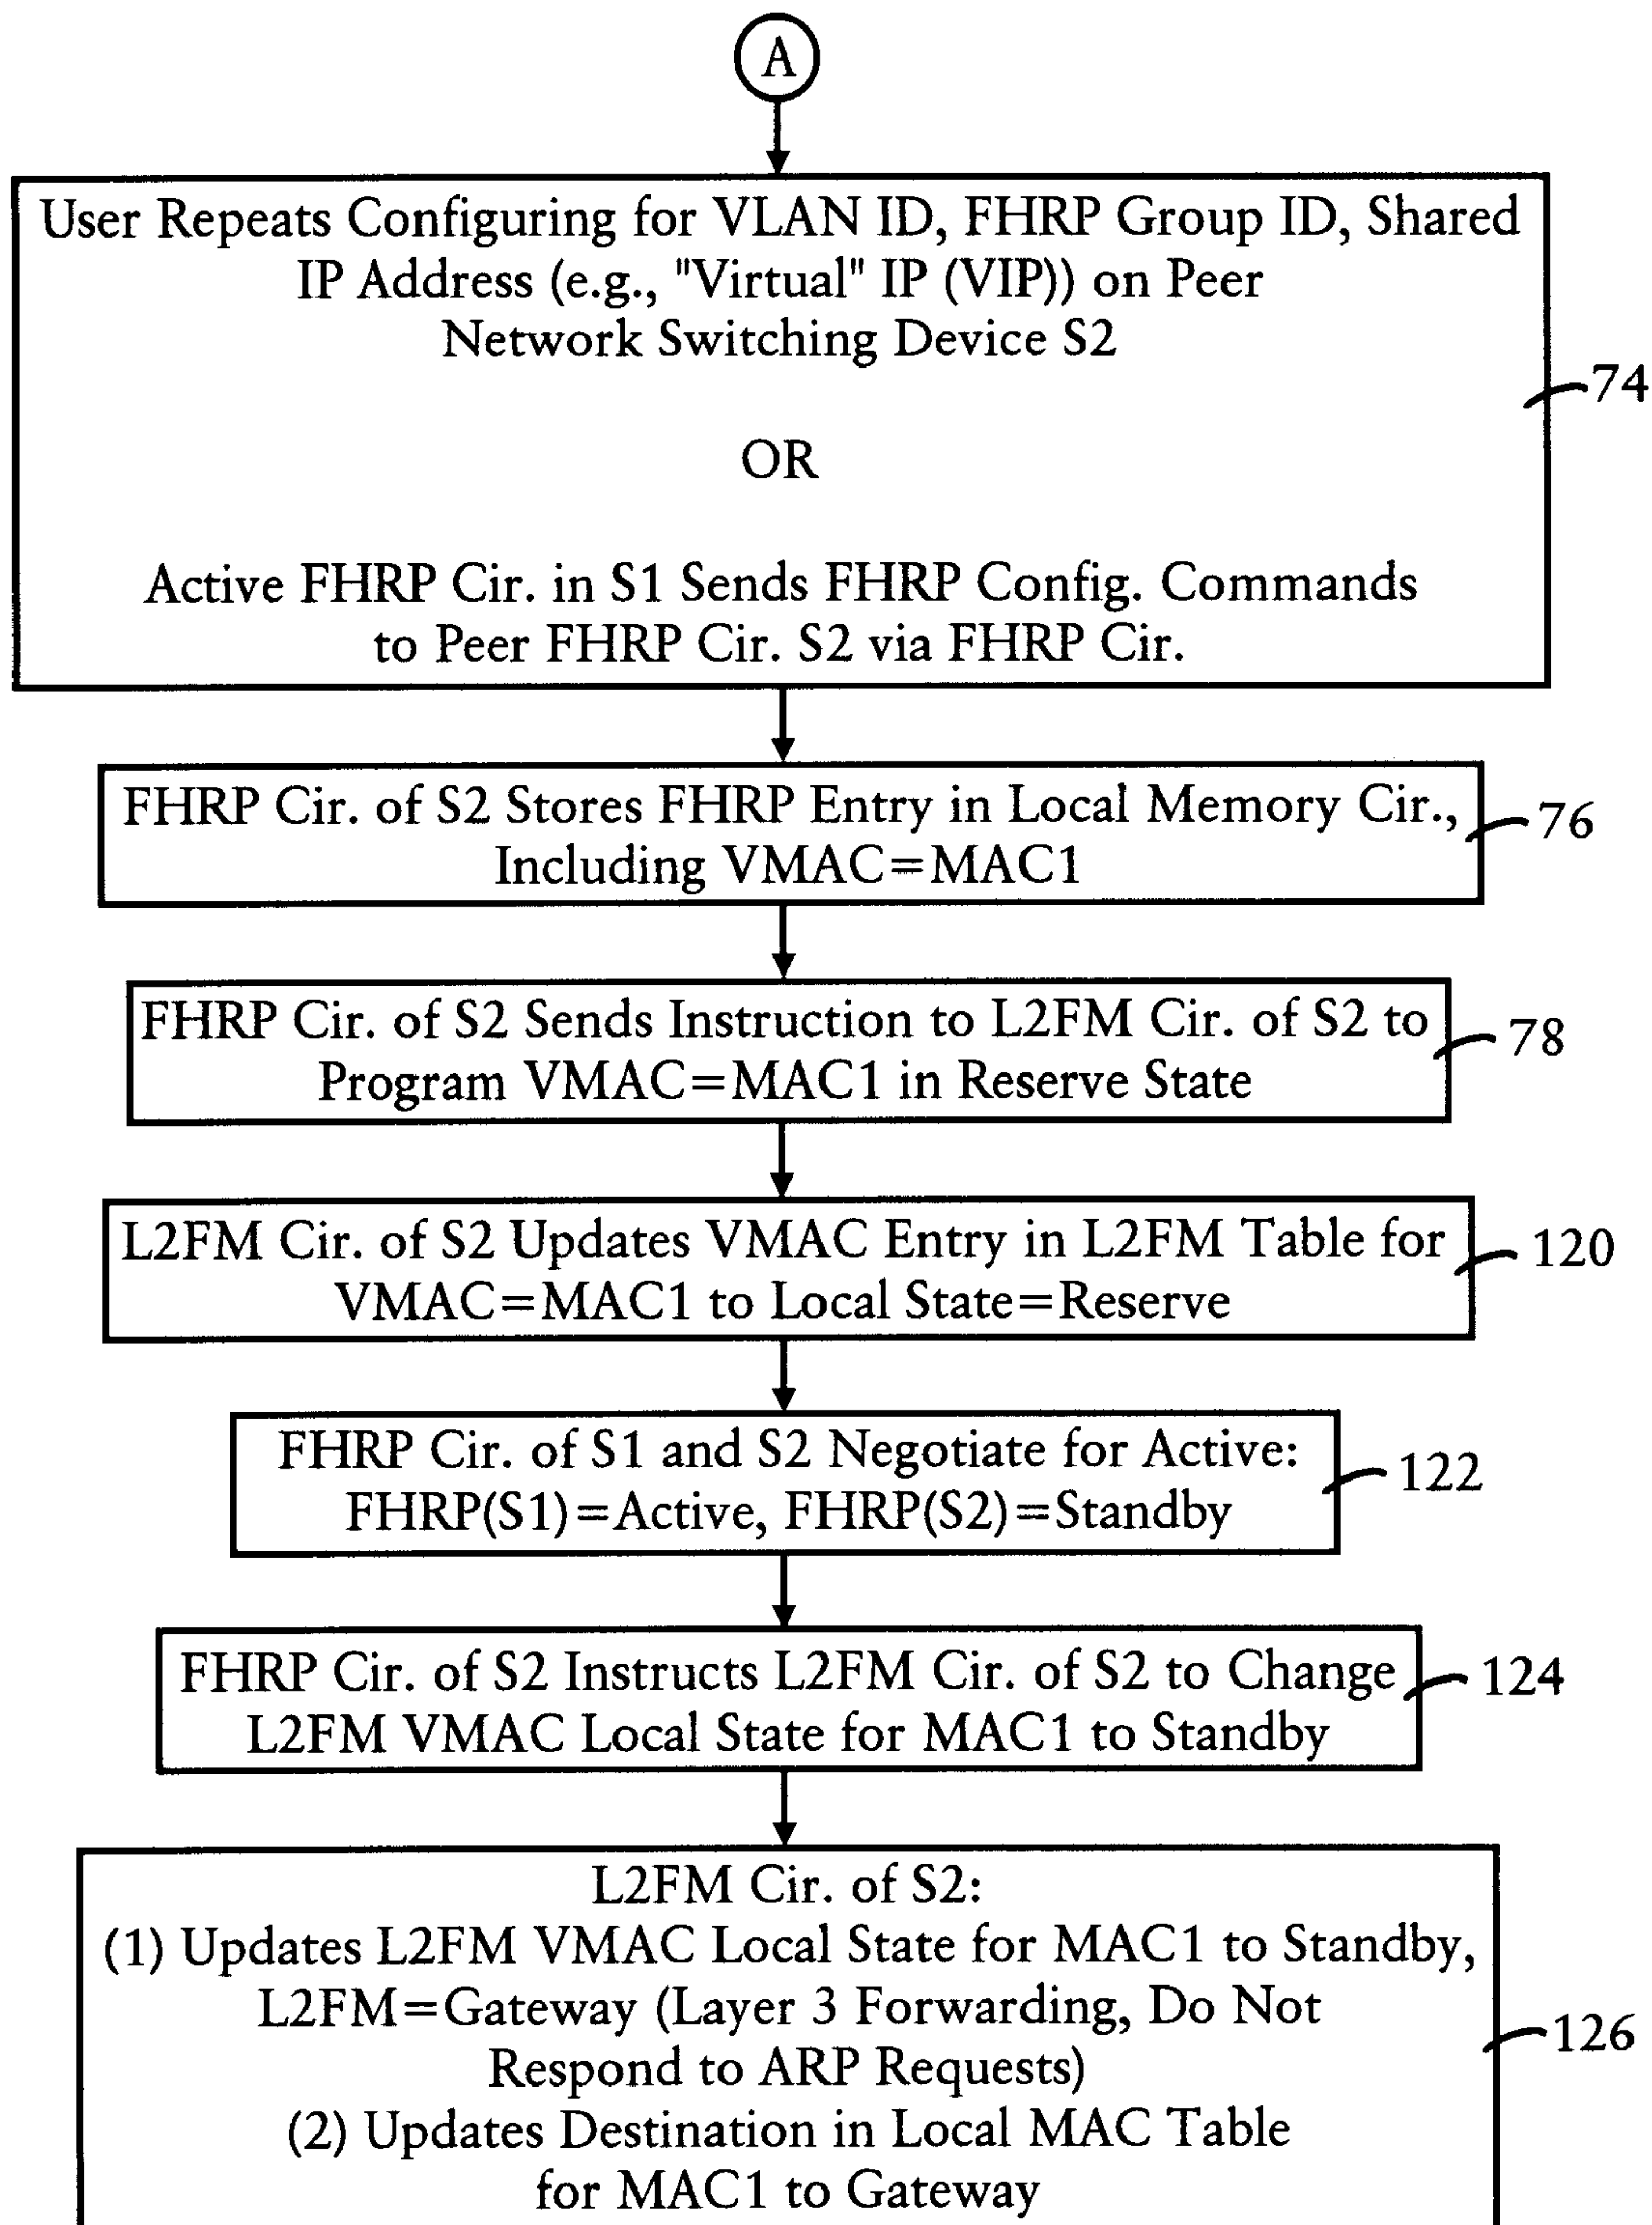 A
User Repeats Configuring for VLAN ID, FHRP Group ID, Shared
IP Address (e.g., "Virtual" IP (VIP)) on Peer
Network Switching Device S2
74
OR
Active FHRP Cir. in S1 Sends FHRP Config. Commands
to Peer FHRP Cir. S2 via FHRP Cir.
FHRP Cir. of S2 Stores FHRP Entry in Local Memory Cir.,
Including VMAC=MAC1
76
FHRP Cir. of S2 Sends Instruction to L2FM Cir. of S2 to
Program VMAC=MAC1 in Reserve State
78
L2FM Cir. of S2 Updates VMAC Entry in L2FM Table for
VMAC=MAC1 to Local State=Reserve
120
FHRP Cir. of S1 and S2 Negotiate for Active:
FHRP(S1)=Active, FHRP(S2)=Standby
122
FHRP Cir. of S2 Instructs L2FM Cir. of S2 to Change
L2FM VMAC Local State for MAC1 to Standby
124
L2FM Cir. of S2:
(1) Updates L2FM VMAC Local State for MAC1 to Standby,
L2FM=Gateway (Layer 3 Forwarding, Do Not
Respond to ARP Requests)
(2) Updates Destination in Local MAC Table
for MAC1 to Gateway
126